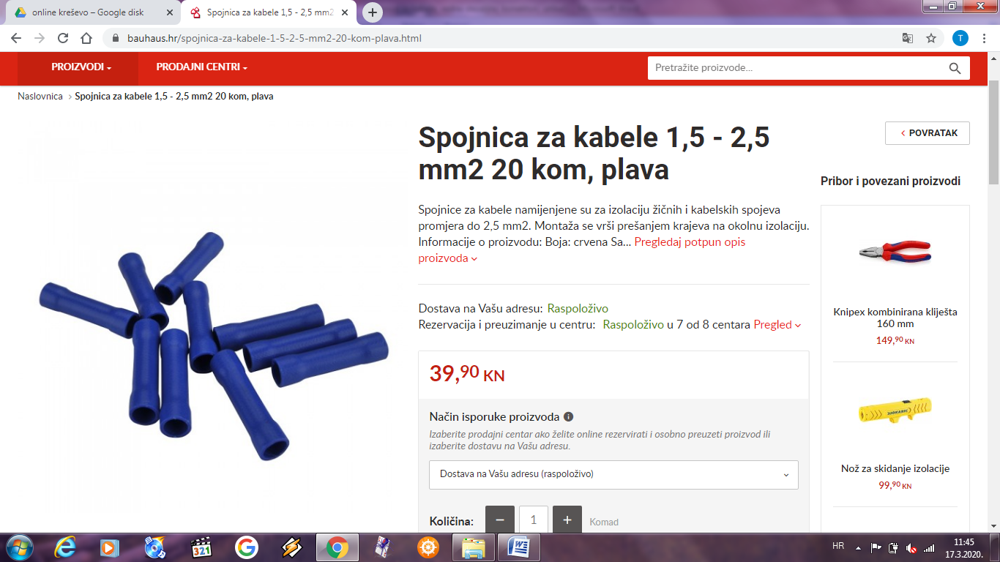 online kreševo – Google disk
Spojnica za kabele 1,5 - 2,5 mm2
bauhaus.hr/spojnica-za-kabele-1-5-2-5-mm2-20-kom-plava.html
T
PROIZVODI
PRODAJNI CENTRI
Pretražite proizvode...
Naslovnica > Spojnica za kabele 1,5 - 2,5 mm2 20 kom, plava
Spojnica za kabele 1,5 - 2,5
mm2 20 kom, plava
Spojnice za kabele namijenjene su za izolaciju žičnih i kabelskih spojeva
promjera do 2,5 mm2. Montaža se vrši prešanjem krajeva na okolnu izolaciju.
Informacije o proizvodu: Boja: crvena Sa... Pregledaj potpun opis
proizvoda
Dostava na Vašu adresu: Raspoloživo
Rezervacija i preuzimanje u centru: Raspoloživo u 7 od 8 centara Pregled
39,90 KN
Način isporuke proizvoda
Izaberite prodajni centar ako želite online rezervirati i osobno preuzeti proizvod ili
izaberite dostavu na Vašu adresu.
Dostava na Vašu adresu (raspoloživo)
Količina: − 1 + Komad
< POVRATAK
Pribor i povezani proizvodi
Knipex kombinirana kliješta
160 mm
149,90 KN
JOKARI
Nož za skidanje izolacije
99,90 KN
321
HR
11:45
17.3.2020.